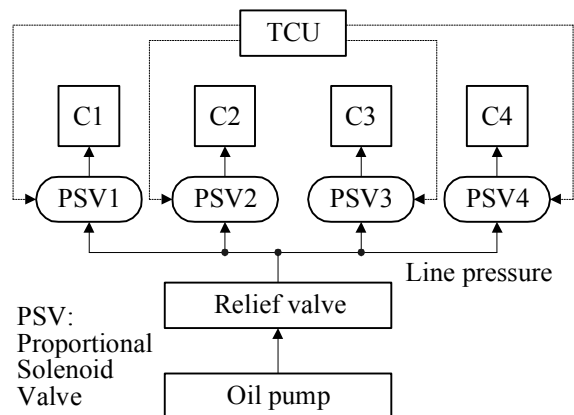 TCU
C1
C2
C3
C4
PSV1
PSV2
PSV3
PSV4
Line pressure
Relief valve
PSV:
Proportional
Solenoid
Valve
Oil pump